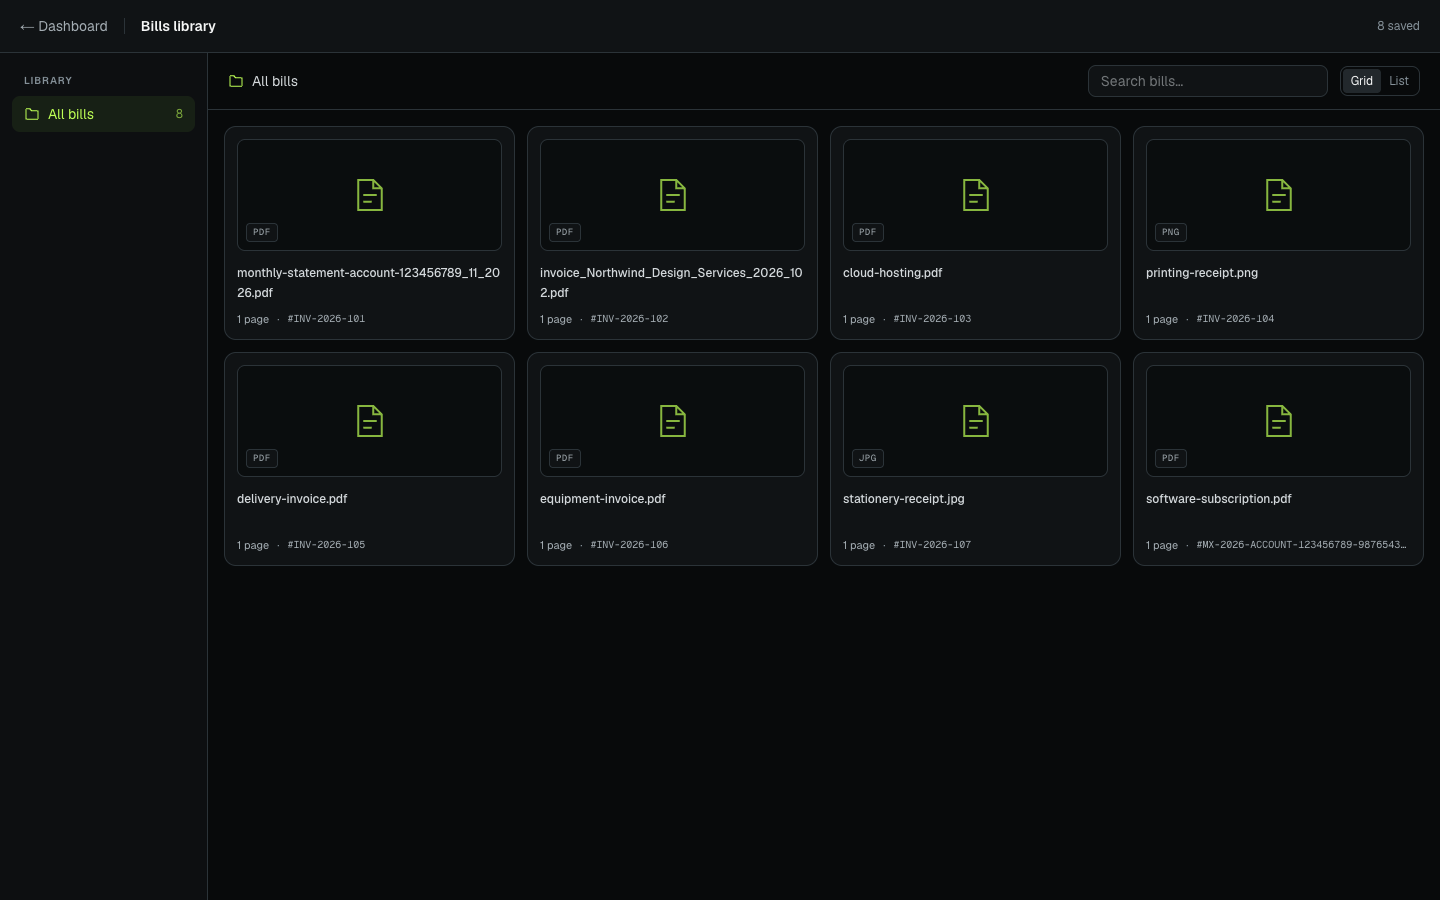 ← Dashboard
Bills library
8 saved
LIBRARY
All bills
8
All bills
Search bills...
Grid
List
PDF
monthly-statement-account-123456789_11_20
26.pdf
1 page · #INV-2026-101
PDF
invoice_Northwind_Design_Services_2026_10
2.pdf
1 page · #INV-2026-102
PDF
cloud-hosting.pdf
1 page · #INV-2026-103
PNG
printing-receipt.png
1 page · #INV-2026-104
PDF
delivery-invoice.pdf
1 page · #INV-2026-105
PDF
equipment-invoice.pdf
1 page · #INV-2026-106
JPG
stationery-receipt.jpg
1 page · #INV-2026-107
PDF
software-subscription.pdf
1 page · #MX-2026-ACCOUNT-123456789-9876543…